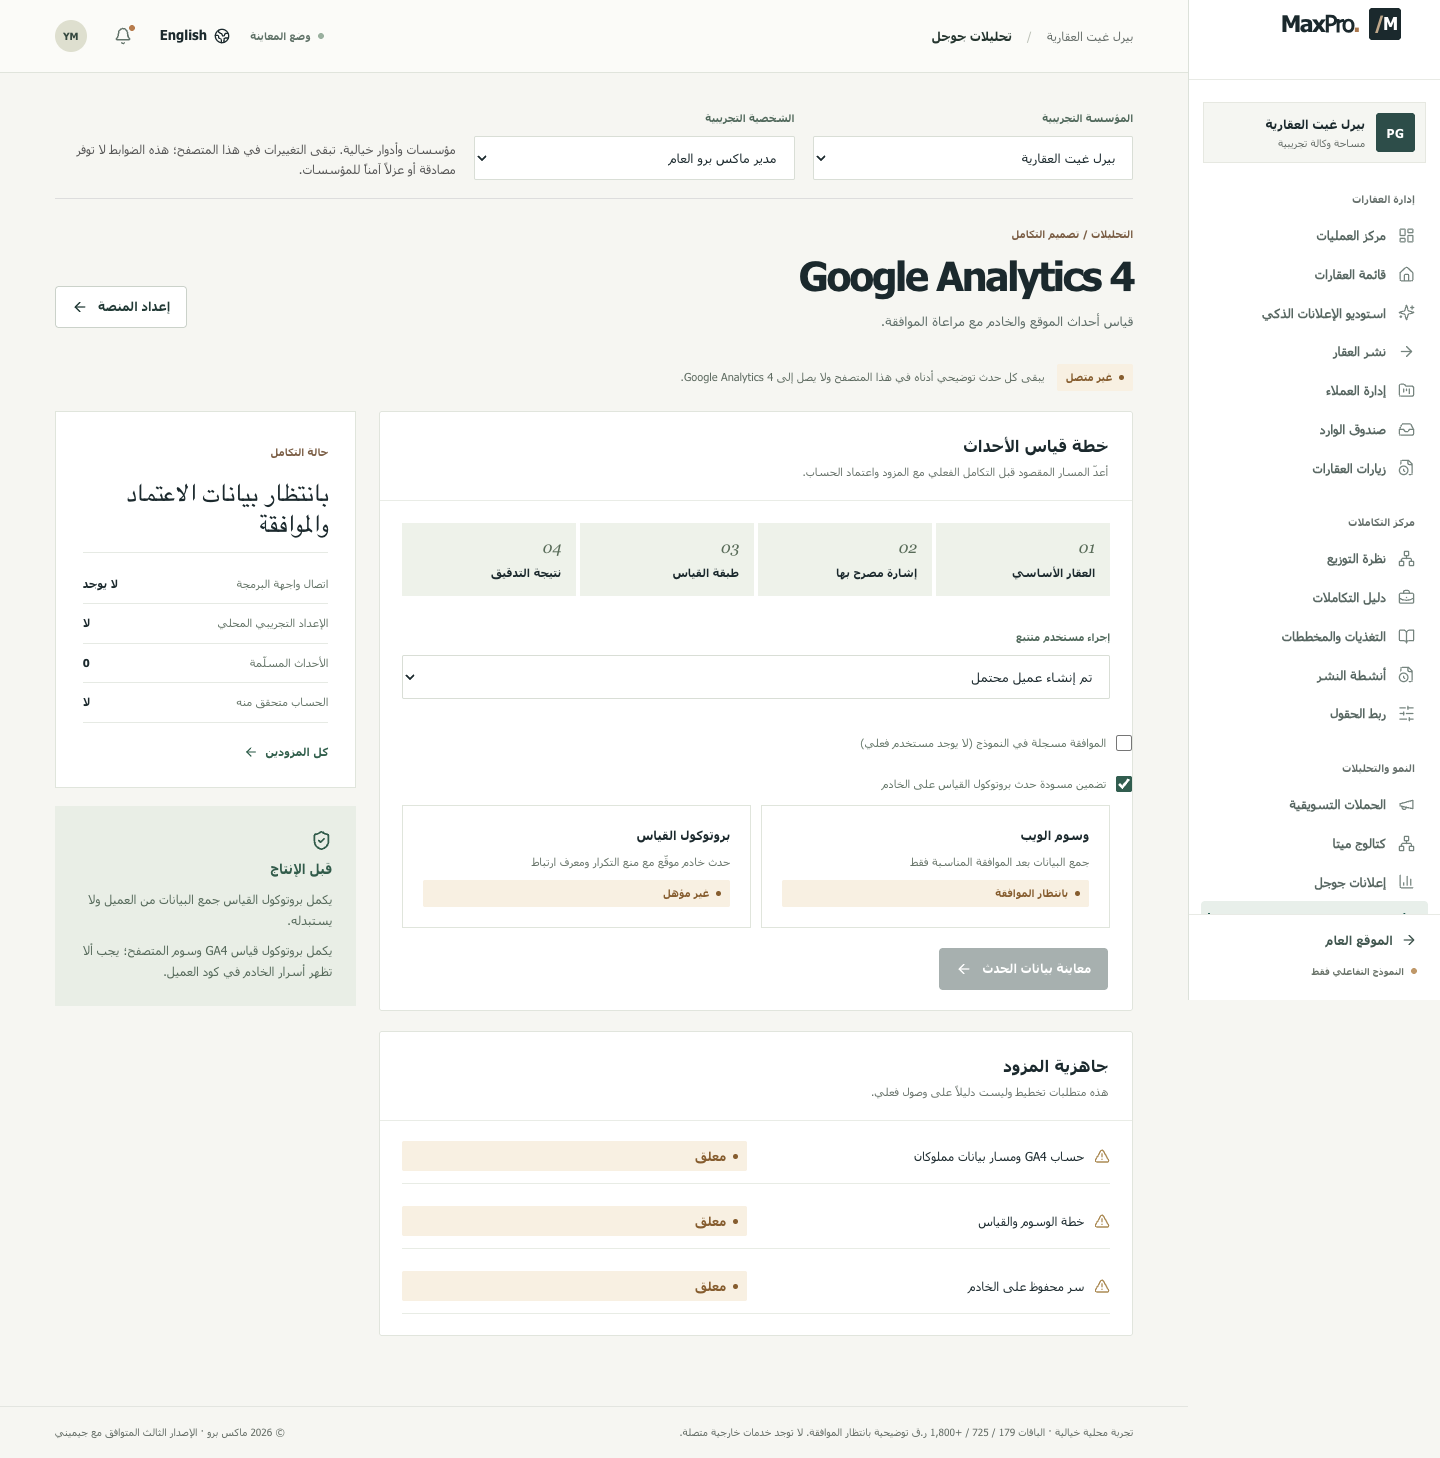 MaxPro.
/M
بيرل غيت العقارية
مساحة وكالة تجريبية
PG
إدارة العقارات
مركز العمليات
قائمة العقارات
استوديو الإعلانات الذكي
نشر العقار
إدارة العملاء
صندوق الوارد
زيارات العقارات
مركز التكاملات
نظرة التوزيع
دليل التكاملات
التغذيات والمخططات
أنشطة النشر
ربط الحقول
النمو والتحليلات
الحملات التسويقية
كتالوج ميتا
إعلانات جوجل
الموقع العام
النموذج التفاعلي فقط
بيرل غيت العقارية / تحليلات جوجل
وضع المعاينة
English
YM
المؤسسة التجريبية
بيرل غيت العقارية
الشخصية التجريبية
مدير ماكس برو العام
مؤسسات وأدوار خيالية. تبقى التغييرات في هذا المتصفح؛ هذه الضوابط لا توفر
مصادقة أو عزلاً آمناً للمؤسسات.
التحليلات / تصميم التكامل
Google Analytics 4
قياس أحداث الموقع والخادم مع مراعاة الموافقة.
إعداد المنصة
غير متصل
يبقى كل حدث توضيحي أدناه في هذا المتصفح ولا يصل إلى Google Analytics 4.
خطة قياس الأحداث
أعدّ المسار المقصود قبل التكامل الفعلي مع المزود واعتماد الحساب.
01
العقار الأساسي
02
إشارة مصرح بها
03
طبقة القياس
04
نتيجة التدقيق
إجراء مستخدم متتبع
تم إنشاء عميل محتمل
الموافقة مسجلة في النموذج (لا يوجد مستخدم فعلي)
تضمين مسودة حدث بروتوكول القياس على الخادم
وسوم الويب
جمع البيانات بعد الموافقة المناسبة فقط
بانتظار الموافقة
بروتوكول القياس
حدث خادم موقّع مع منع التكرار ومعرف ارتباط
غير مؤهل
معاينة بيانات الحدث
جاهزية المزود
هذه متطلبات تخطيط وليست دليلاً على وصول فعلي.
حساب GA4 ومسار بيانات مملوكان
معلق
خطة الوسوم والقياس
معلق
سر محفوظ على الخادم
معلق
حالة التكامل
بانتظار بيانات الاعتماد
والموافقة
اتصال واجهة البرمجة
لا يوجد
الإعداد التجريبي المحلي
لا
الأحداث المسلّمة
0
الحساب متحقق منه
لا
كل المزودين
قبل الإنتاج
يكمل بروتوكول القياس جمع البيانات من العميل ولا
يستبدله.
يكمل بروتوكول قياس GA4 وسوم المتصفح؛ يجب ألا
تظهر أسرار الخادم في كود العميل.
تجربة محلية خيالية · الباقات 179 / 725 / +1,800 ر.ق توضيحية بانتظار الموافقة. لا توجد خدمات خارجية متصلة.
© 2026 ماكس برو · الإصدار الثالث المتوافق مع جيميني